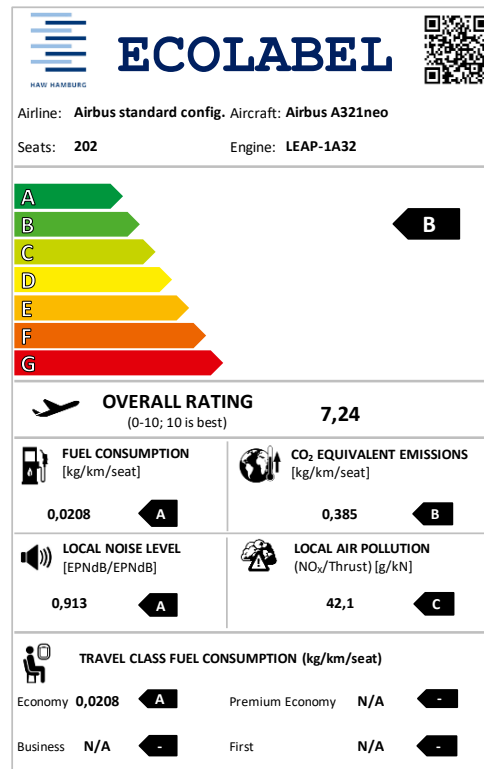 HAW HAMBURG
ECOLABEL
Airline: Airbus standard config. Aircraft: Airbus A321neo
Seats: 202 Engine: LEAP-1A32
A
B B
C
D
E
F
G
OVERALL RATING
(0-10; 10 is best) 7,24
FUEL CONSUMPTION
[kg/km/seat]
0,0208 A
CO₂ EQUIVALENT EMISSIONS
[kg/km/seat]
0,385 B
LOCAL NOISE LEVEL
[EPNdB/EPNdB]
0,913 A
LOCAL AIR POLLUTION
(NOₓ/Thrust) [g/kN]
42,1 C
TRAVEL CLASS FUEL CONSUMPTION (kg/km/seat)
Economy 0,0208 A Premium Economy N/A -
Business N/A - First N/A -